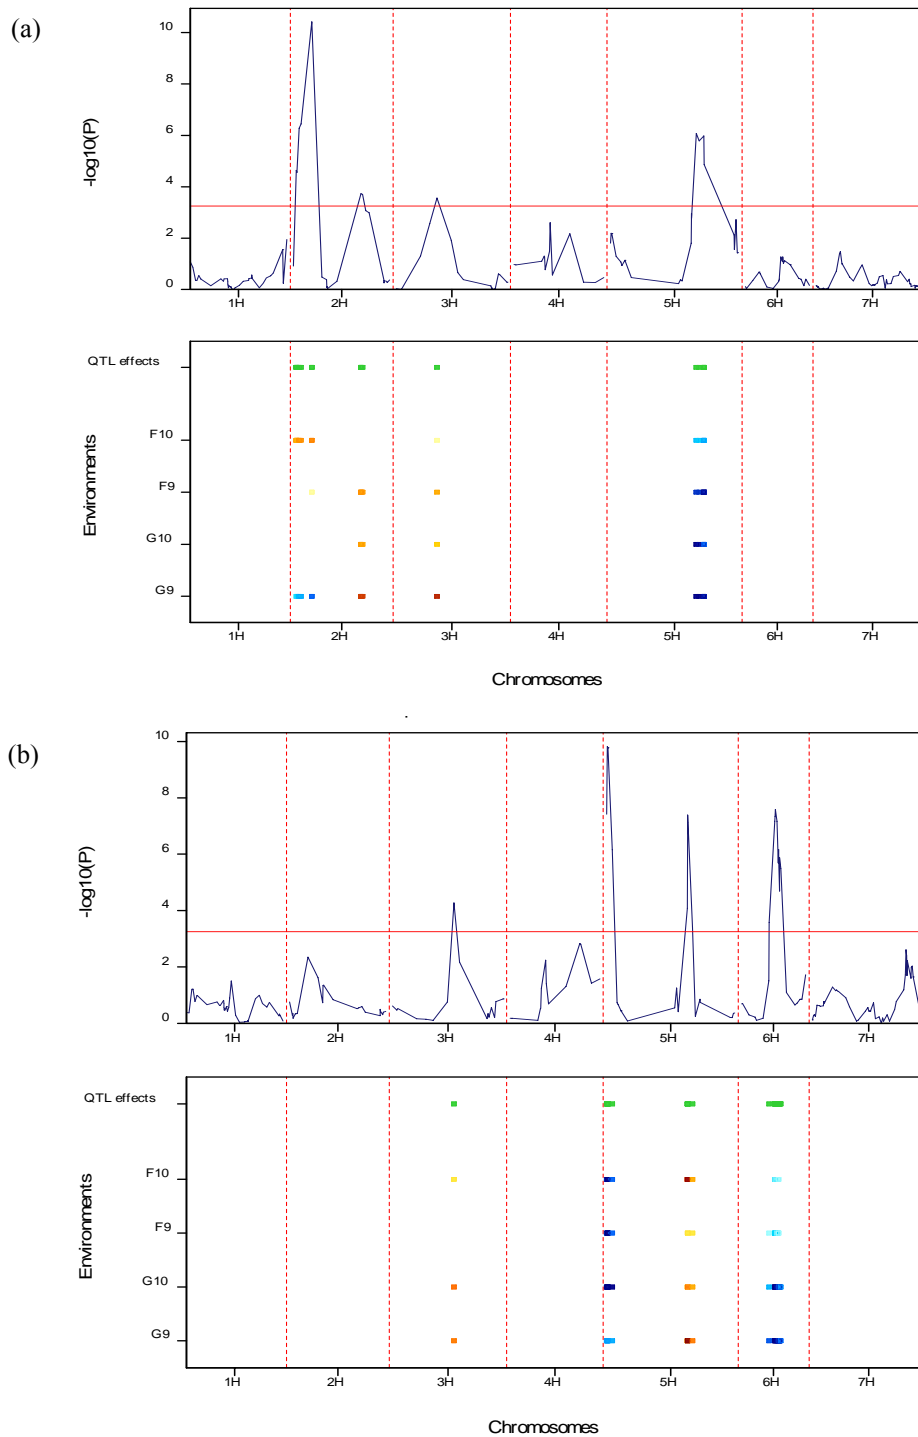 (a)
10
8
6
4
2
0
-log10(P)
1H 2H 3H 4H 5H 6H 7H
QTL effects
F10
F9
G10
G9
Environments
1H 2H 3H 4H 5H 6H 7H
Chromosomes
(b)
10
8
6
4
2
0
-log10(P)
1H 2H 3H 4H 5H 6H 7H
QTL effects
F10
F9
G10
G9
Environments
1H 2H 3H 4H 5H 6H 7H
Chromosomes